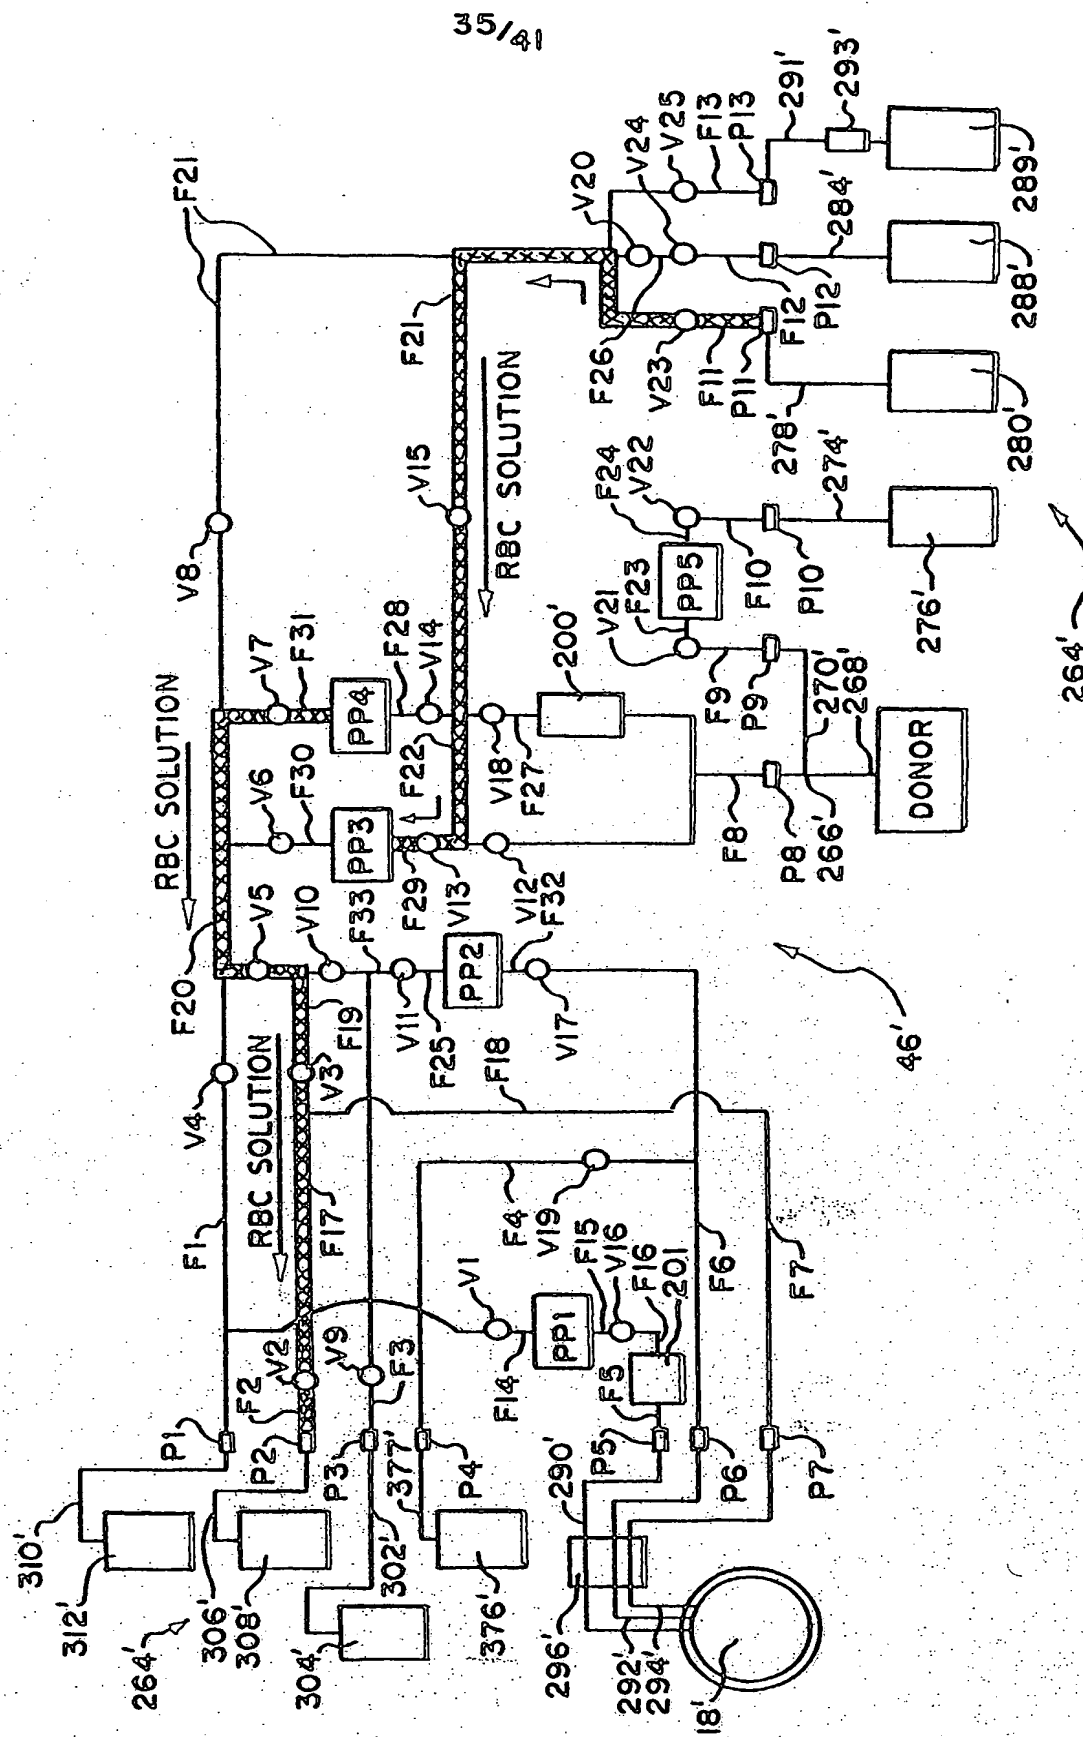 35/41
F21
V8
F21
V15
RBC SOLUTION
RBC SOLUTION
V7
F31
PP4
F28
V14
V6
F30
PP3
F22
F29
V13
V18
F27
200'
V12
F32
F20
V5
V10
F33
F19
V11
F25
PP2
V17
V4
V3
F18
RBC SOLUTION
F1
F17
F4
V19
V1
F14
PP1
F15
V16
F16
201
F5
F6
F7
V2
F2
V9
F3
P1
P2
P3
P4
P5
P6
P7
377'
290'
310'
312'
264'
306'
308'
304'
302'
376'
296'
292'
294'
18'
46'
V20
V24
V25
F13
P13
291'
293'
F26
V23
F11
P11
F12
P12
284'
289'
288'
278'
280'
F24
V22
V21
F23
PP5
F10
P10
274'
276'
F9
P9
270'
268'
F8
P8
266'
DONOR
264'